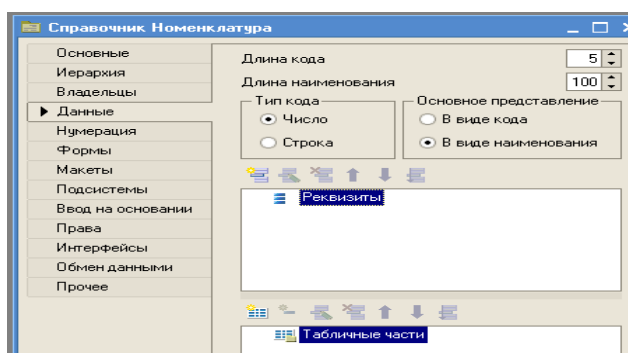 Справочник Номенклатура
Основные
Иерархия
Владельцы
Данные
Нумерация
Формы
Макеты
Подсистемы
Ввод на основании
Права
Интерфейсы
Обмен данными
Прочее
Длина кода 5
Длина наименования 100
Тип кода Основное представление
Число В виде кода
Строка В виде наименования
Реквизиты
Табличные части